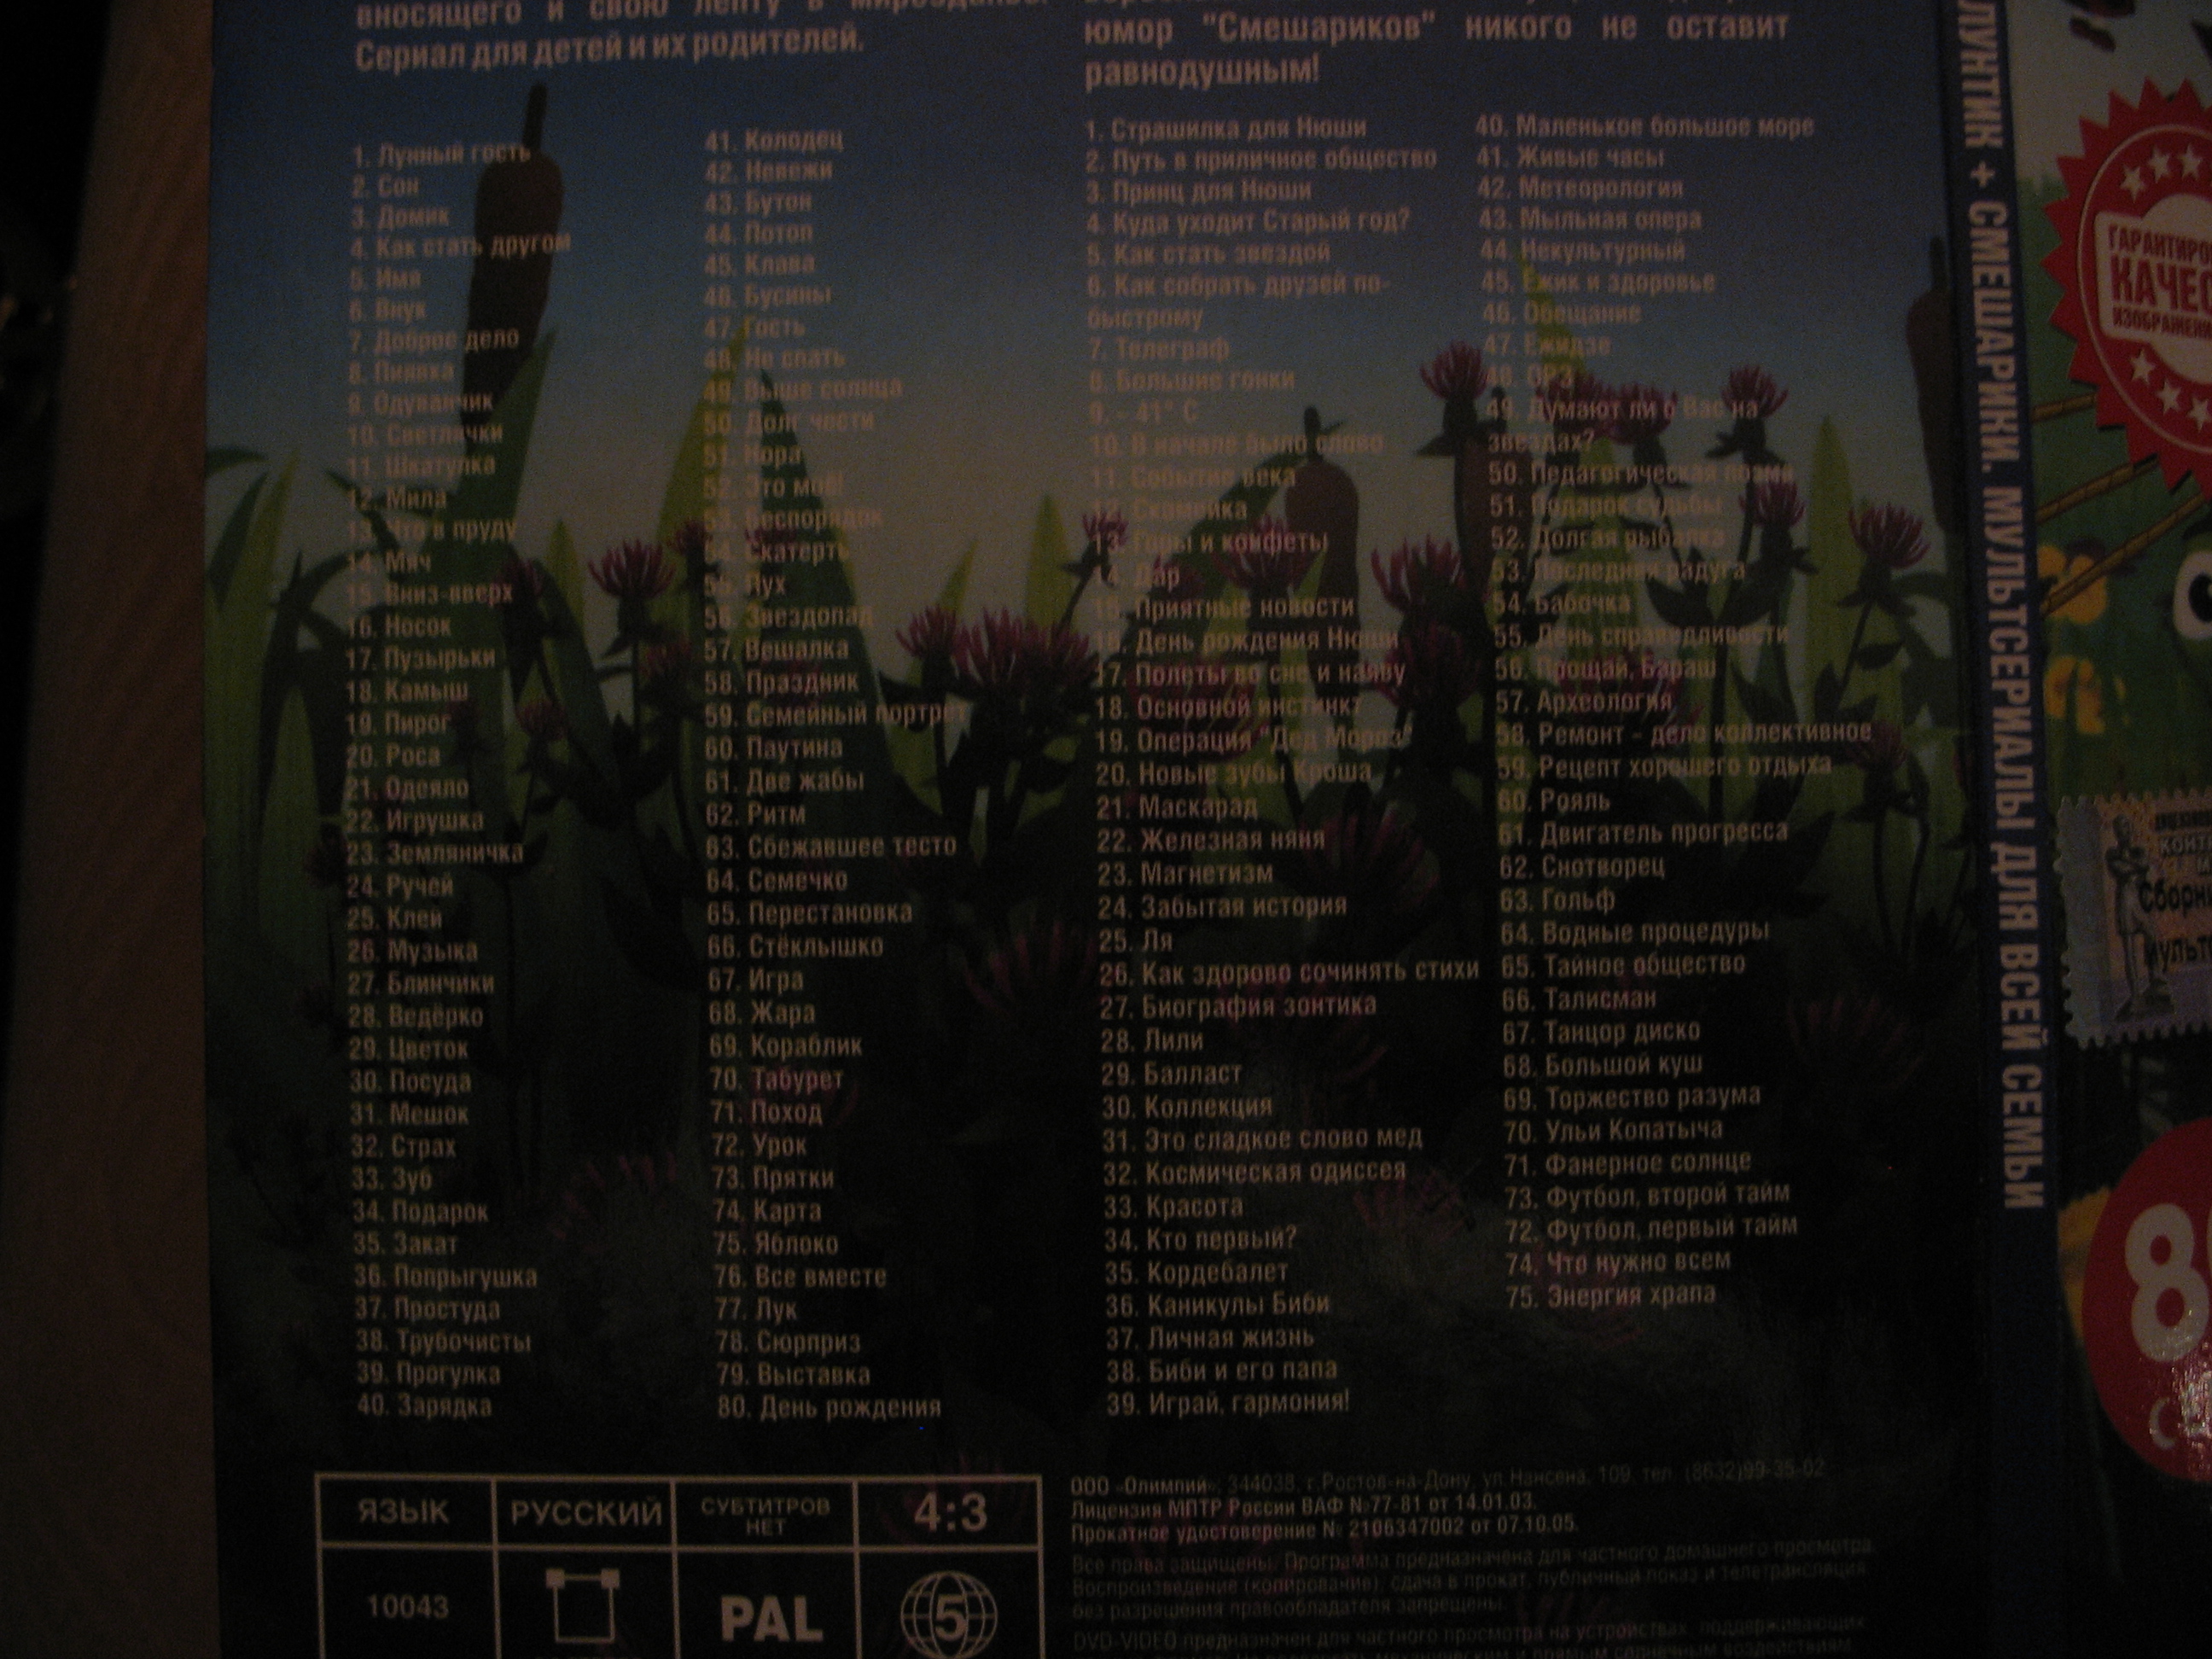 вносящего и свою лепту в
Сериал для детей и их родителей.
1. Лунный гость
2. Сон
3. Домик
4. Как стать другом
5. Имя
6. Внук
7. Доброе дело
8. Пиявка
9. Одуванчик
10. Светлячки
11. Шкатулка
12. Мила
13. Что в пруду
14. Мяч
15. Вниз-вверх
16. Носок
17. Пузырьки
18. Камыш
19. Пирог
20. Роса
21. Одеяло
22. Игрушка
23. Земляничка
24. Ручей
25. Клей
26. Музыка
27. Блинчики
28. Ведёрко
29. Цветок
30. Посуда
31. Мешок
32. Страх
33. Зуб
34. Подарок
35. Закат
36. Попрыгушка
37. Простуда
38. Трубочисты
39. Прогулка
40. Зарядка
41. Колодец
42. Невежи
43. Бутон
44. Потоп
45. Клава
46. Бусины
47. Гость
48. Не спать
49. Выше солнца
50. Долг чести
51. Нора
52. Это моё!
53. Беспорядок
54. Скатерть
55. Пух
56. Звездопад
57. Вешалка
58. Праздник
59. Семейный портрет
60. Паутина
61. Две жабы
62. Ритм
63. Сбежавшее тесто
64. Семечко
65. Перестановка
66. Стёклышко
67. Игра
68. Жара
69. Кораблик
70. Табурет
71. Поход
72. Урок
73. Прятки
74. Карта
75. Яблоко
76. Все вместе
77. Лук
78. Сюрприз
79. Выставка
80. День рождения
юмор "Смешариков" никого не оставит
равнодушным!
1. Страшилка для Нюши
2. Путь в приличное общество
3. Принц для Нюши
4. Куда уходит Старый год?
5. Как стать звездой
6. Как собрать друзей по-
быстрому
7. Телеграф
8. Большие гонки
9. - 41° С
10. В начале было слово
11. Событие века
12. Скамейка
13. Гном и конфеты
14. Дар
15. Приятные новости
16. День рождения Нюши
17. Полеты во сне и наяву
18. Основной инстинкт
19. Операция "Дед Мороз"
20. Новые зубы Кроша
21. Маскарад
22. Железная няня
23. Магнетизм
24. Забытая история
25. Ля
26. Как здорово сочинять стихи
27. Биография зонтика
28. Лили
29. Балласт
30. Коллекция
31. Это сладкое слово мед
32. Космическая одиссея
33. Красота
34. Кто первый?
35. Кордебалет
36. Каникулы Биби
37. Личная жизнь
38. Биби и его папа
39. Играй, гармония!
40. Маленькое большое море
41. Живые часы
42. Метеорология
43. Мыльная опера
44. Некультурный
45. Ёжик и здоровье
46. Обещание
47. Ежидзе
48. ОРЗ
49. Думают ли о Вас на
звездах?
50. Педагогическая поэма
51. Подарок судьбы
52. Долгая рыбалка
53. Последняя радуга
54. Бабочка
55. День справедливости
56. Прощай, Бараш
57. Археология
58. Ремонт - дело коллективное
59. Рецепт хорошего отдыха
60. Рояль
61. Двигатель прогресса
62. Снотворец
63. Гольф
64. Водные процедуры
65. Тайное общество
66. Талисман
67. Танцор диско
68. Большой куш
69. Торжество разума
70. Ульи Копатыча
71. Фанерное солнце
73. Футбол, второй тайм
72. Футбол, первый тайм
74. Что нужно всем
75. Энергия храпа
ЯЗЫК
РУССКИЙ
СУБТИТРОВ
НЕТ
4:3
10043
PAL
5
ООО «Олимпий»; 344038, г.Ростов-на-Дону, ул.Нансена, 109, тел. (8632)99-35-02
Лицензия МПТР России ВАФ №77-81 от 14.01.03.
Прокатное удостоверение № 2106347002 от 07.10.05.
Все права защищены. Программа предназначена для частного домашнего просмотра.
Воспроизведение (копирование), сдача в прокат, публичный показ и телетрансляция
без разрешения правообладателя запрещены.
DVD-VIDEO предназначен для частного просмотра на устройствах, поддерживающих
ЛУНТИК + СМЕШАРИКИ. МУЛЬТСЕРИАЛЫ ДЛЯ ВСЕЙ СЕМЬИ